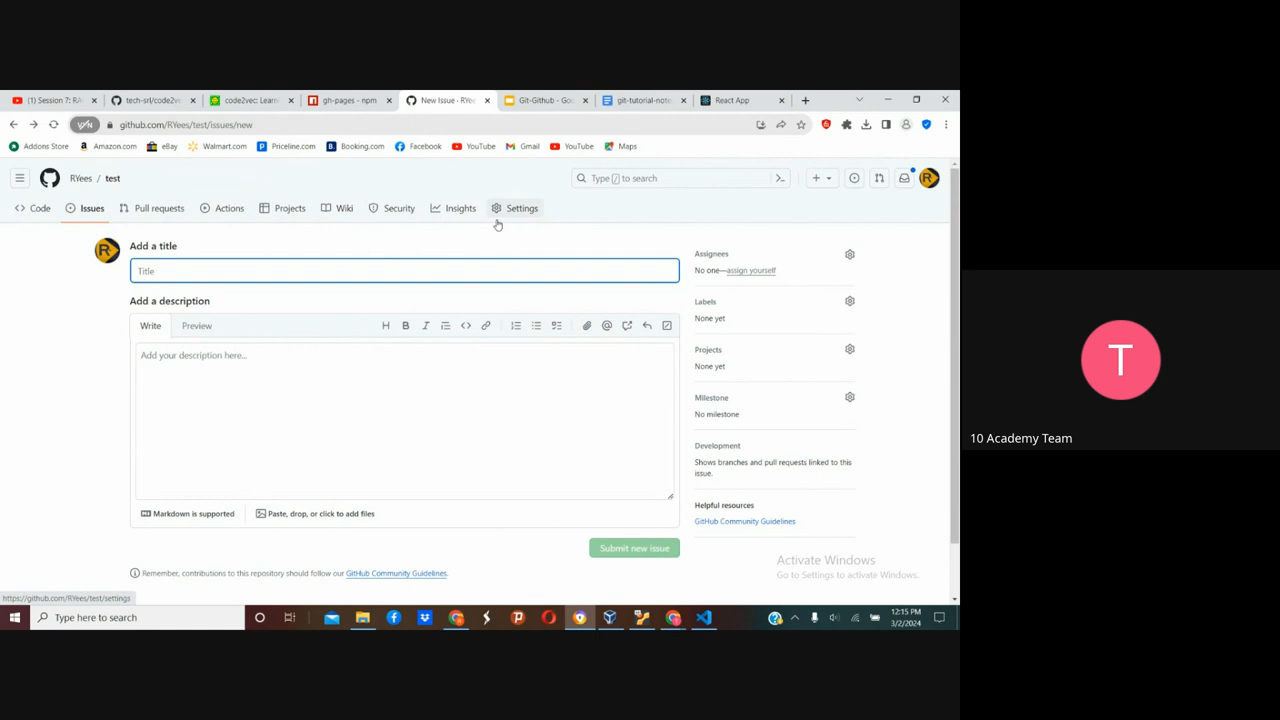 (1) Session 7: RA
tech-srl/code2v
code2vec: Learn
gh-pages - npm
New Issue · RYee
Git-Github - Goo
git-tutorial-note
React App
github.com/RYees/test/issues/new
Addons Store
Amazon.com
eBay
Walmart.com
Priceline.com
Booking.com
Facebook
YouTube
Gmail
YouTube
Maps
RYees / test
Type / to search
Code
Issues
Pull requests
Actions
Projects
Wiki
Security
Insights
Settings
Add a title
Title
Add a description
Write
Preview
Add your description here...
Markdown is supported
Paste, drop, or click to add files
Submit new issue
Remember, contributions to this repository should follow our GitHub Community Guidelines.
Assignees
No one—assign yourself
Labels
None yet
Projects
None yet
Milestone
No milestone
Development
Shows branches and pull requests linked to this
issue.
Helpful resources
GitHub Community Guidelines
Activate Windows
Go to Settings to activate Windows.
https://github.com/RYees/test/settings
Type here to search
12:15 PM
3/2/2024
T
10 Academy Team